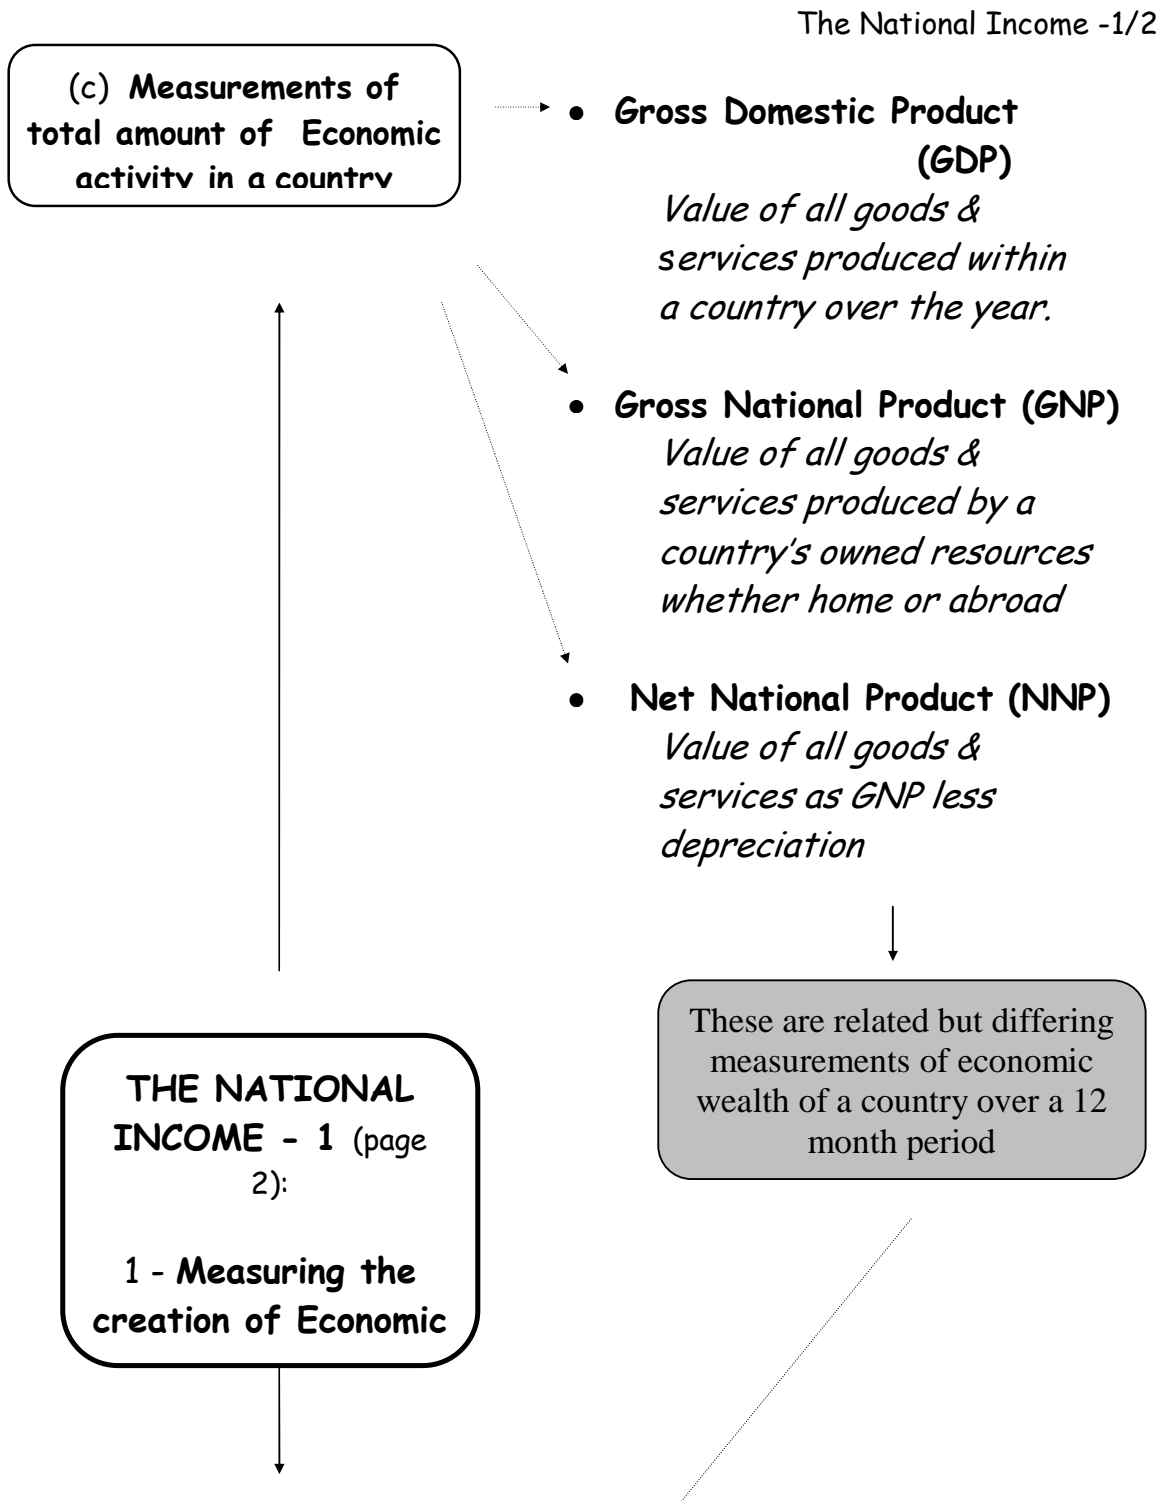 The National Income -1/2
(c) Measurements of
total amount of Economic
activity in a country
• Gross Domestic Product
(GDP)
Value of all goods &
services produced within
a country over the year.
• Gross National Product (GNP)
Value of all goods &
services produced by a
country's owned resources
whether home or abroad
• Net National Product (NNP)
Value of all goods &
services as GNP less
depreciation
These are related but differing
measurements of economic
wealth of a country over a 12
month period
THE NATIONAL
INCOME - 1 (page
2):
1 - Measuring the
creation of Economic